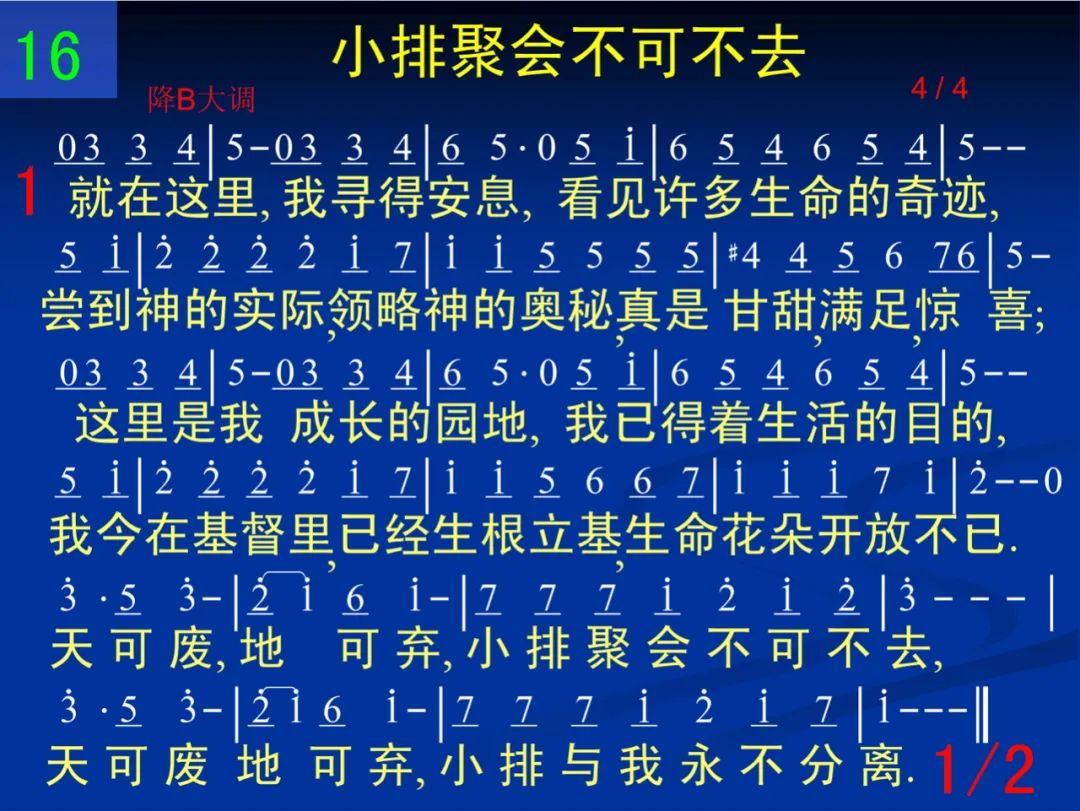 16
小排聚会不可不去
降B大调
4/4
03 3 4|5-03 3 4|6 5·0 5 i̇|6 5 4 6 5 4|5--
1
就在这里, 我寻得安息, 看见许多生命的奇迹,
5 i̇|2̇ 2̇ 2̇ 2̇ i̇ 7|i̇ i̇ 5 5 5 5|#4 4 5 6 76|5-
尝到神的实际,领略神的奥秘,真是 甘甜,满足,惊 喜;
03 3 4|5-03 3 4|6 5·0 5 i̇|6 5 4 6 5 4|5--
这里是我 成长的园地, 我已得着生活的目的,
5 i̇|2̇ 2̇ 2̇ 2̇ i̇ 7|i̇ i̇ 5 6 6 7|i̇ i̇ i̇ 7 i̇|2̇--0
我今在基督里,已经生根立基,生命花朵开放不已.
3̇ ·5 3̇-|2̇ i̇ 6 i̇-|7 7 7 i̇ 2̇ i̇ 2̇|3̇ - - - |
天可废, 地 可弃, 小排聚会不可不去,
3̇ ·5 3̇-|2̇ i̇ 6 i̇-|7 7 7 i̇ 2̇ i̇ 7|i̇---‖
天可废 地 可弃, 小排与我永不分离.
1/2